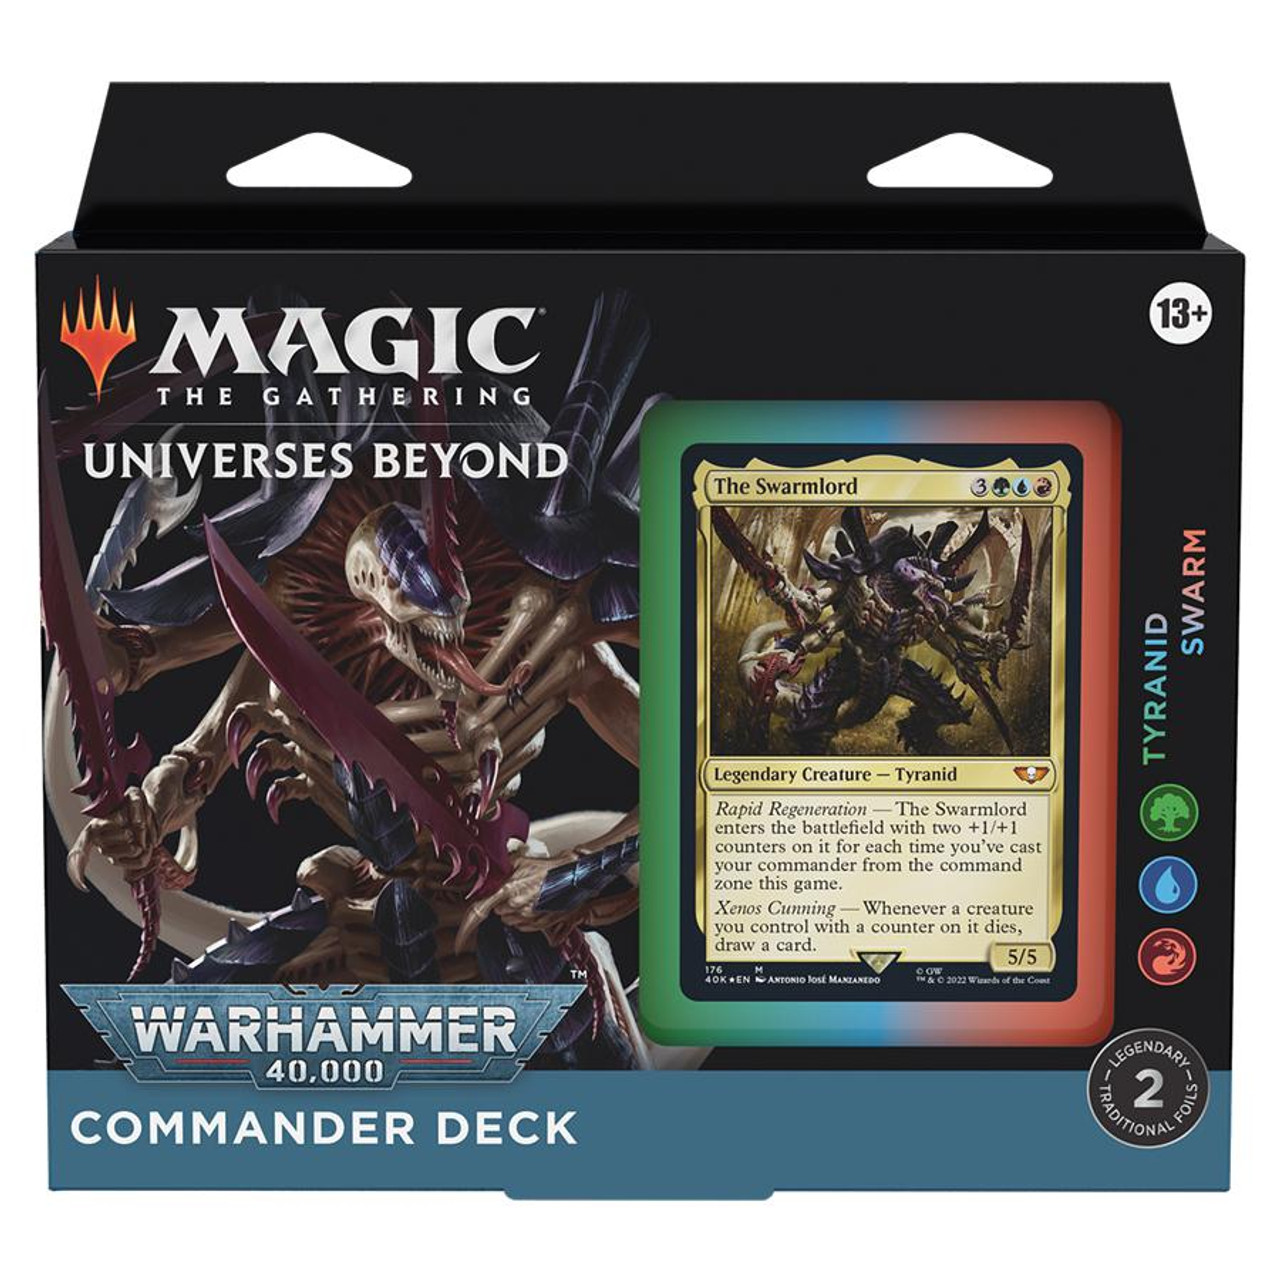 MAGIC
THE GATHERING
UNIVERSES BEYOND
13+
The Swarmlord
3
Legendary Creature — Tyranid
Rapid Regeneration — The Swarmlord
enters the battlefield with two +1/+1
counters on it for each time you've cast
your commander from the command
zone this game.
Xenos Cunning — Whenever a creature
you control with a counter on it dies,
draw a card.
5/5
176 M
40K★EN ANTONIO JOSÉ MANZANEDO
© GW
™ & © 2022 Wizards of the Coast
TYRANID
SWARM
WARHAMMER™
40,000
COMMANDER DECK
LEGENDARY
2
TRADITIONAL FOILS